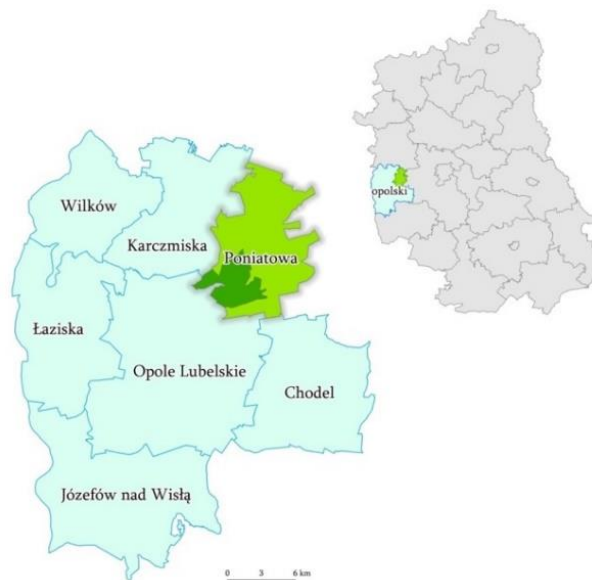 opolski
Wilków
Karczmiska
Poniatowa
Łaziska
Opole Lubelskie
Chodel
Józefów nad Wisłą
0 3 6 km